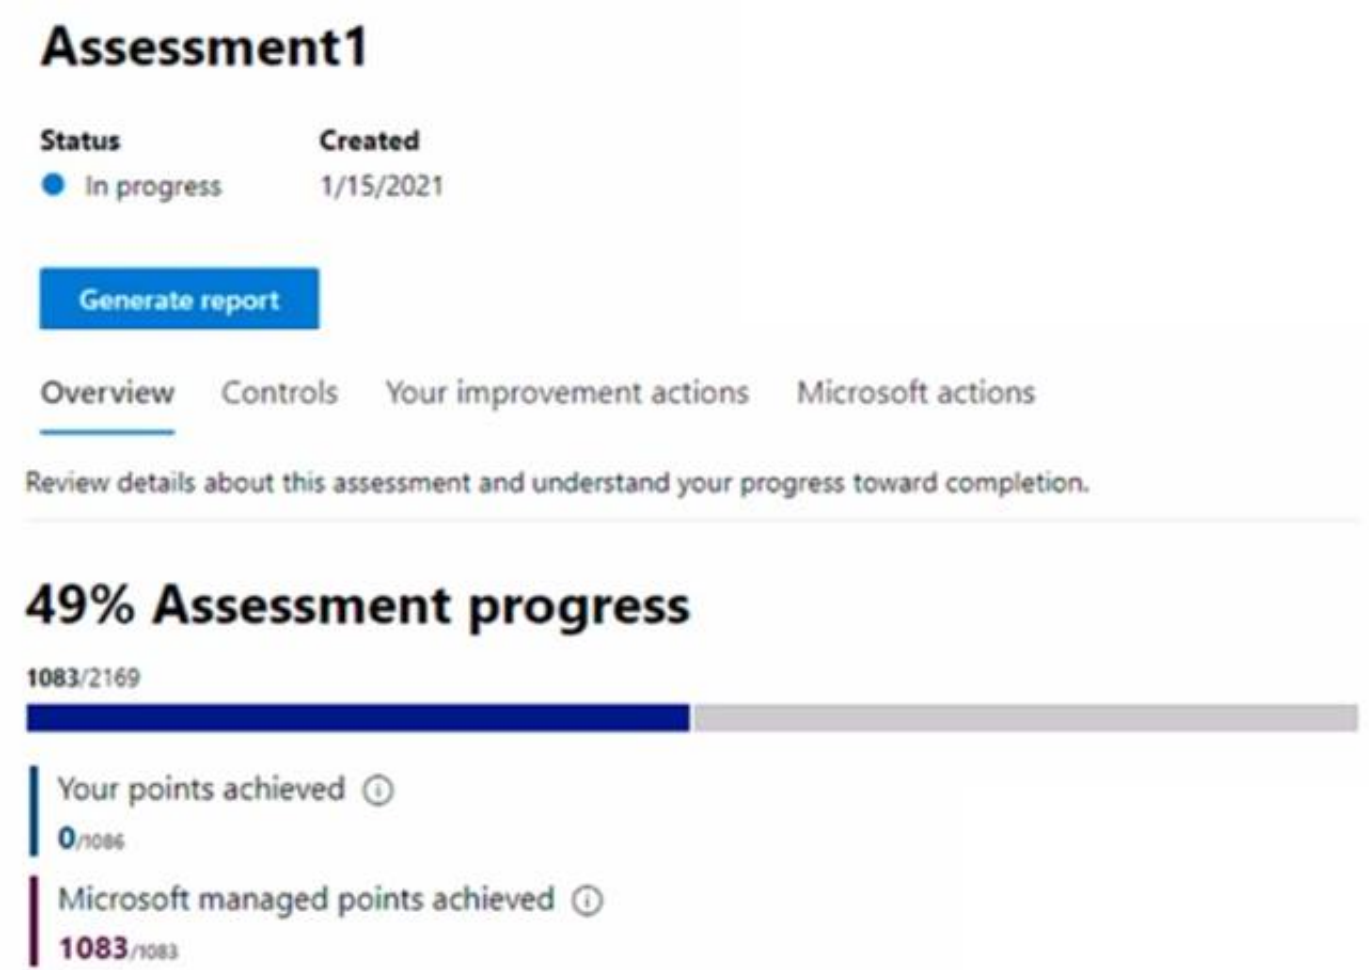 Assessment1
Status Created
In progress 1/15/2021
Generate report
Overview Controls Your improvement actions Microsoft actions
Review details about this assessment and understand your progress toward completion.
49% Assessment progress
1083/2169
Your points achieved
0/1086
Microsoft managed points achieved
1083/1083